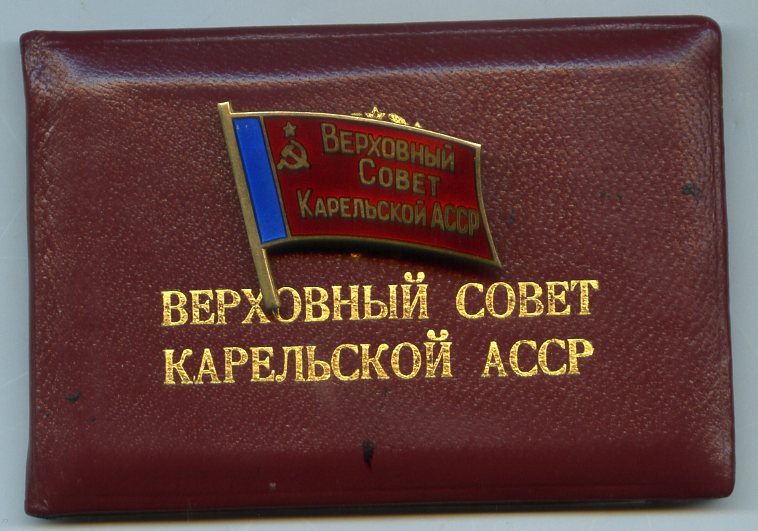 Верховный
Совет
Карельской АССР
ВЕРХОВНЫЙ СОВЕТ
КАРЕЛЬСКОЙ АССР